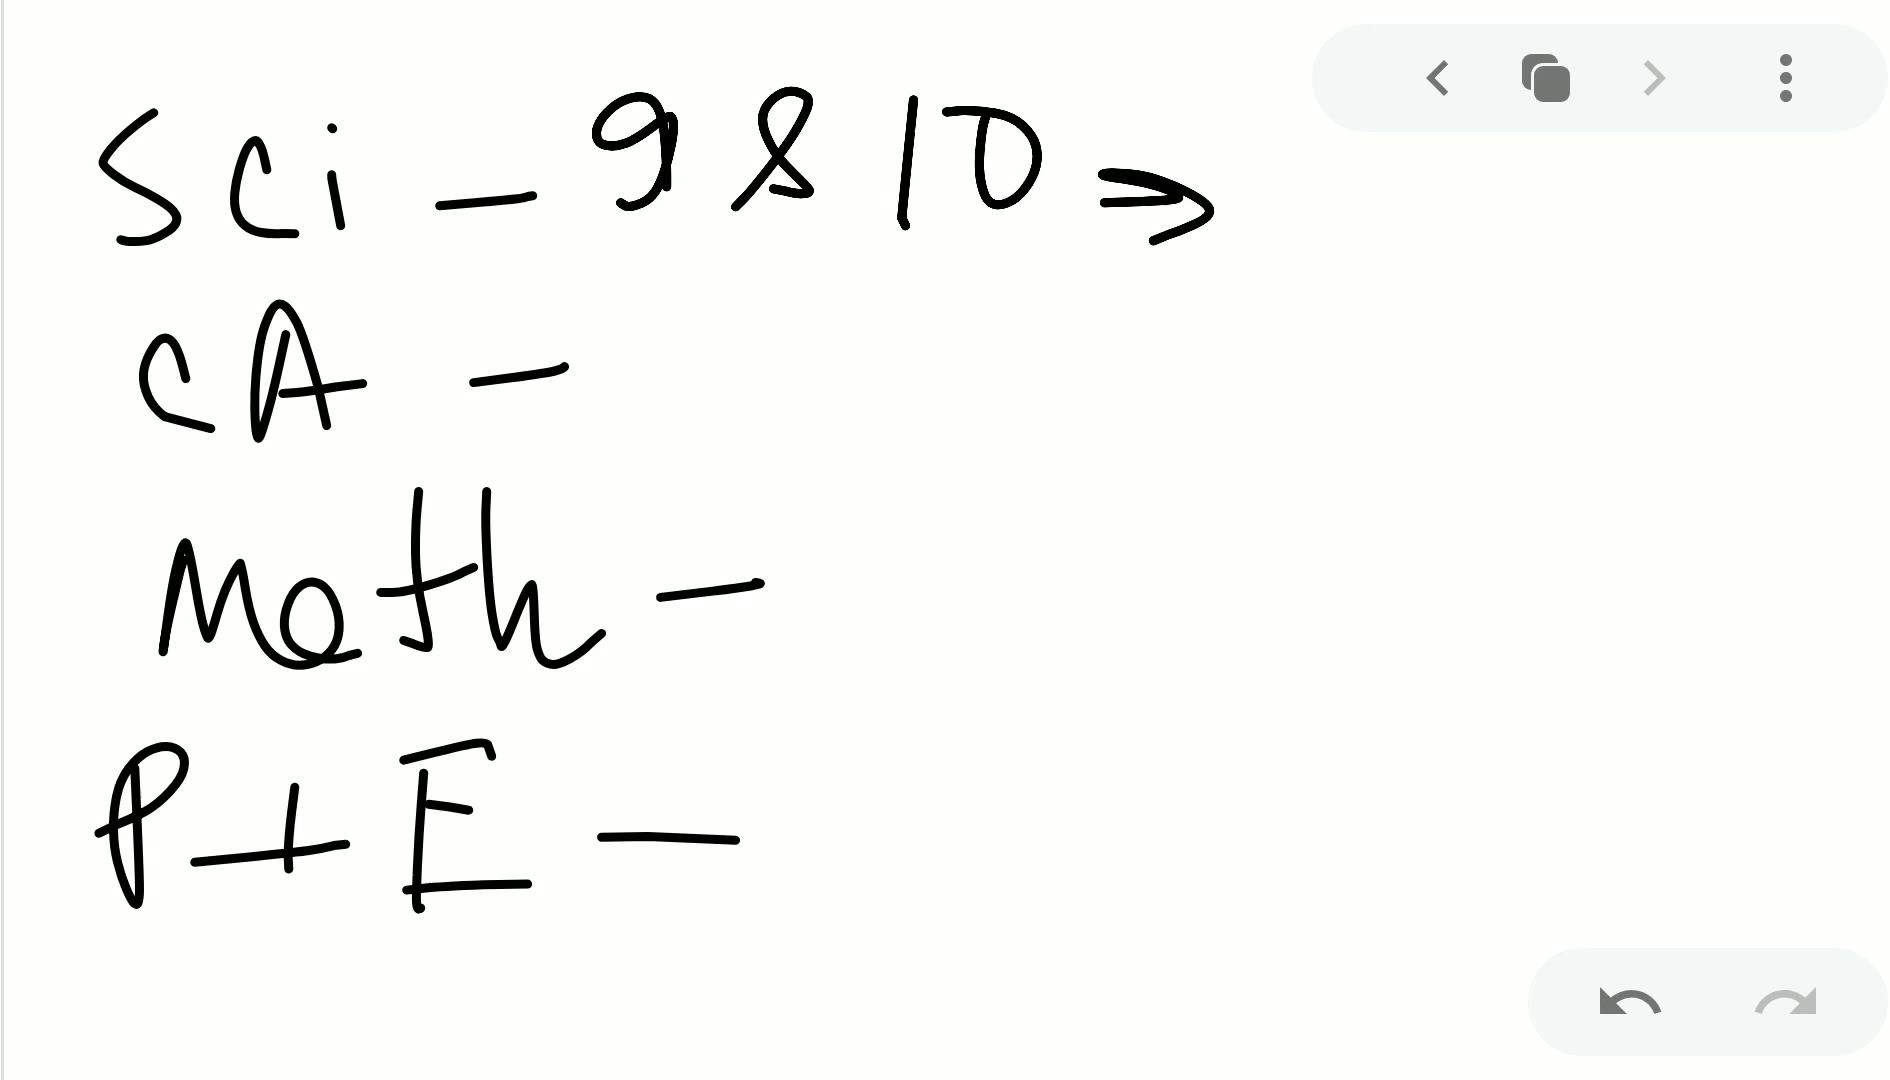 Sci - 9 & 10 ⇒
CA -
Math -
P + E -